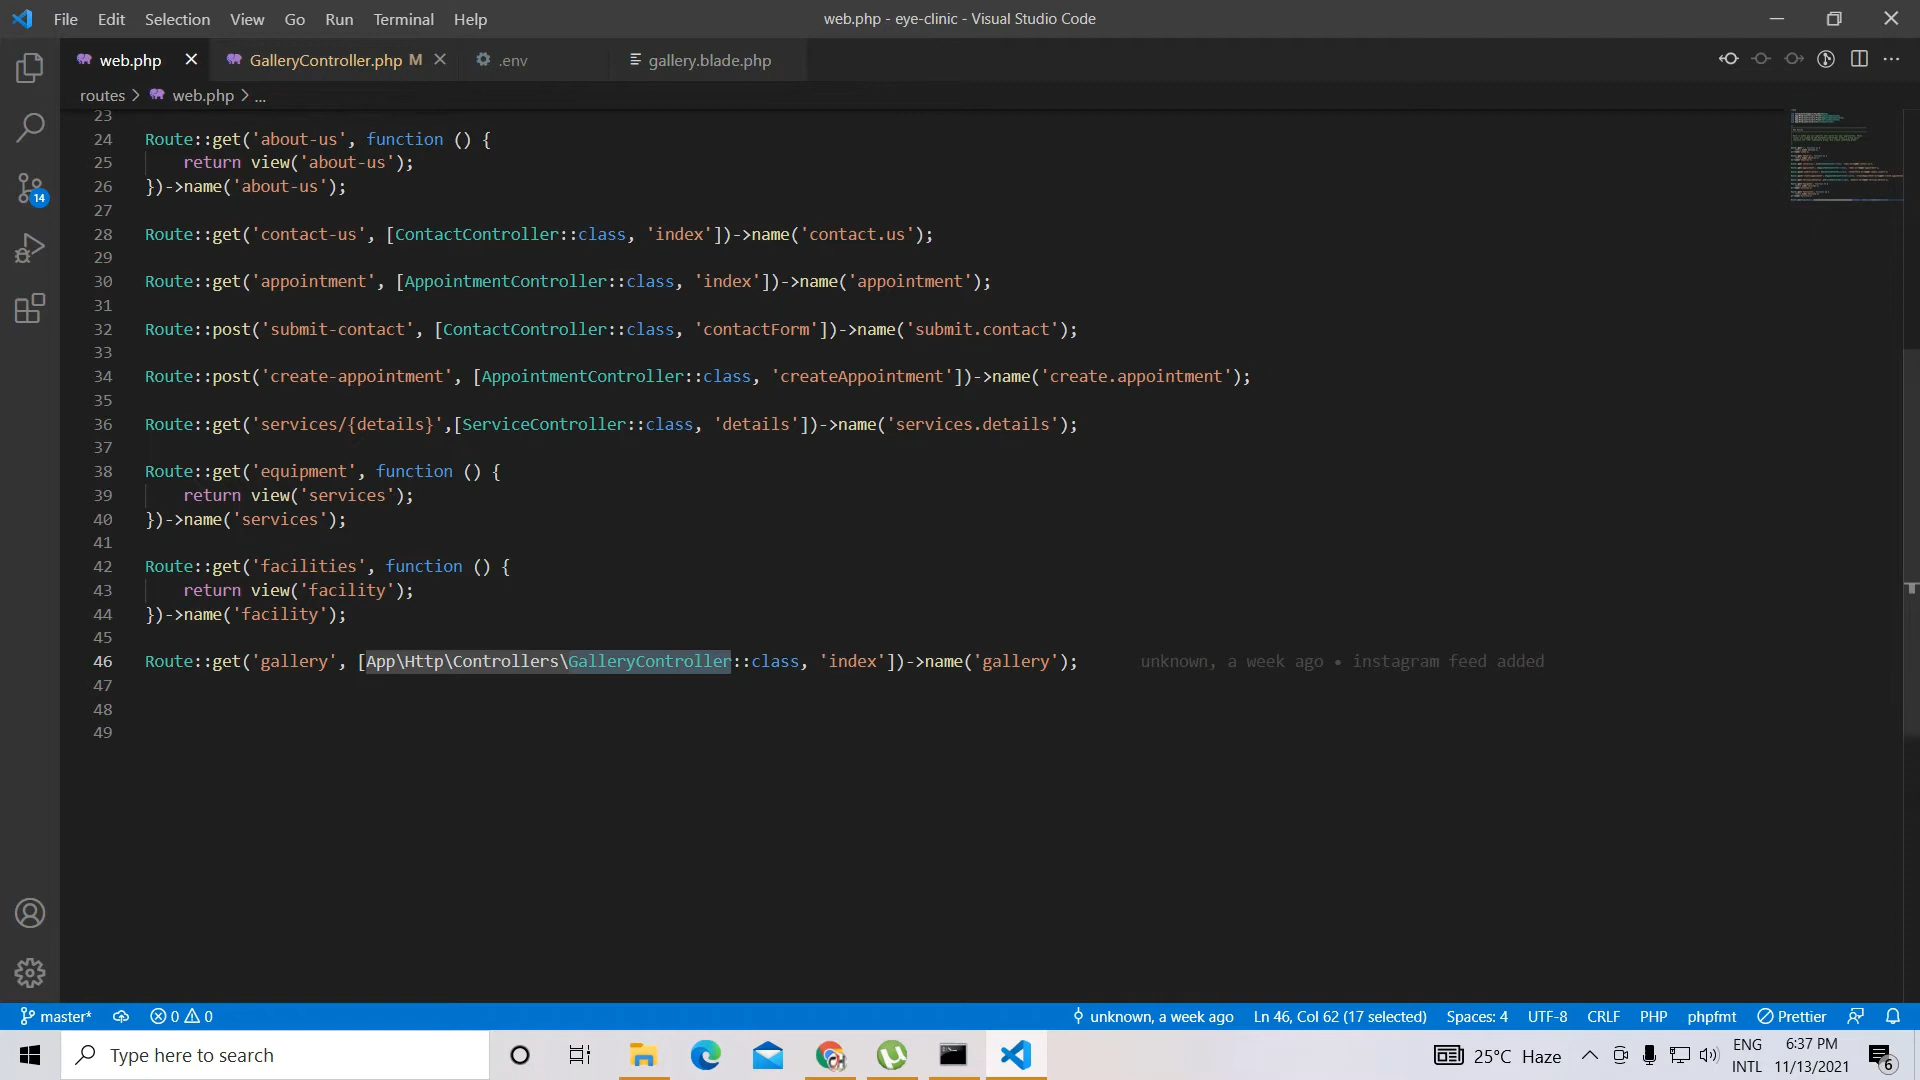 File Edit Selection View Go Run Terminal Help
web.php - eye-clinic - Visual Studio Code
web.php
GalleryController.php M
.env
gallery.blade.php
routes > web.php > ...
23
24 Route::get('about-us', function () {
25 return view('about-us');
26 })->name('about-us');
27
28 Route::get('contact-us', [ContactController::class, 'index'])->name('contact.us');
29
30 Route::get('appointment', [AppointmentController::class, 'index'])->name('appointment');
31
32 Route::post('submit-contact', [ContactController::class, 'contactForm'])->name('submit.contact');
33
34 Route::post('create-appointment', [AppointmentController::class, 'createAppointment'])->name('create.appointment');
35
36 Route::get('services/{details}',[ServiceController::class, 'details'])->name('services.details');
37
38 Route::get('equipment', function () {
39 return view('services');
40 })->name('services');
41
42 Route::get('facilities', function () {
43 return view('facility');
44 })->name('facility');
45
46 Route::get('gallery', [App\Http\Controllers\GalleryController::class, 'index'])->name('gallery'); unknown, a week ago • instagram feed added
47
48
49
14
master* 0 0 unknown, a week ago Ln 46, Col 62 (17 selected) Spaces: 4 UTF-8 CRLF PHP phpfmt Prettier
Type here to search
25°C Haze
ENG
INTL
6:37 PM
11/13/2021
6